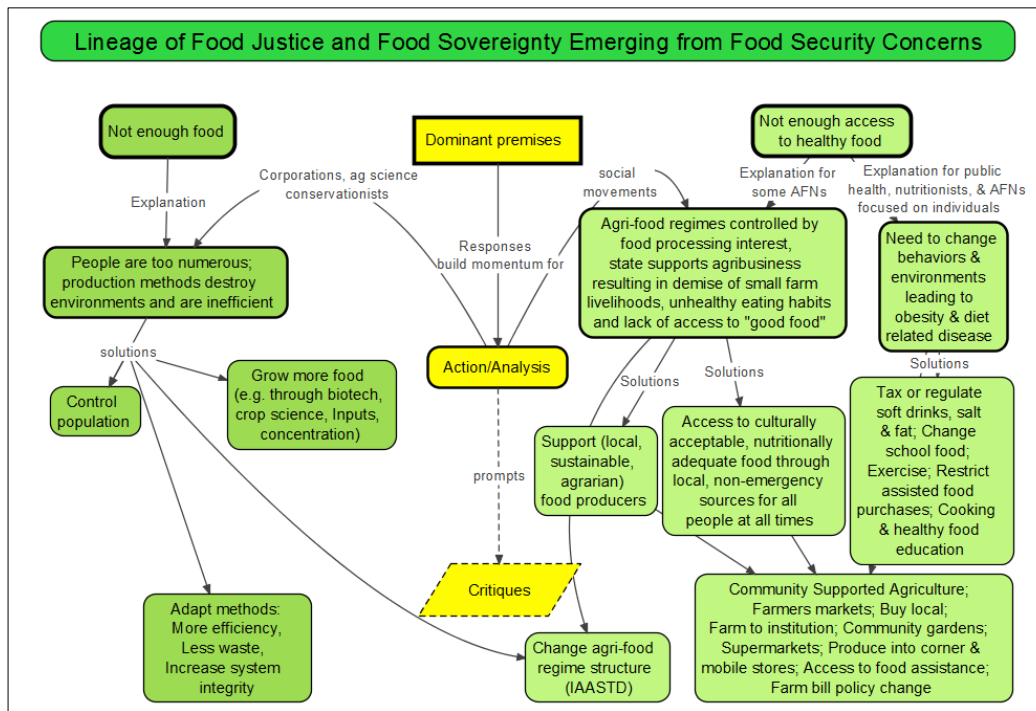 Lineage of Food Justice and Food Sovereignty Emerging from Food Security Concerns
Not enough food
Dominant premises
Not enough access
to healthy food
Explanation
Corporations, ag science
conservationists
social
movements
Explanation for
some AFNs
Explanation for public
health, nutritionists, & AFNs
focused on individuals
Responses
build momentum for
People are too numerous;
production methods destroy
environments and are inefficient
Agri-food regimes controlled by
food processing interest,
state supports agribusiness
resulting in demise of small farm
livelihoods, unhealthy eating habits
and lack of access to "good food"
Need to change
behaviors &
environments
leading to
obesity & diet
related disease
solutions
Action/Analysis
Solutions
Solutions
Solutions
Control
population
Grow more food
(e.g. through biotech,
crop science, Inputs,
concentration)
prompts
Support (local,
sustainable,
agrarian)
food producers
Access to culturally
acceptable, nutritionally
adequate food through
local, non-emergency
sources for all
people at all times
Tax or regulate
soft drinks, salt
& fat; Change
school food;
Exercise; Restrict
assisted food
purchases; Cooking
& healthy food
education
Critiques
Adapt methods:
More efficiency,
Less waste,
Increase system
integrity
Change agri-food
regime structure
(IAASTD)
Community Supported Agriculture;
Farmers markets; Buy local;
Farm to institution; Community gardens;
Supermarkets; Produce into corner &
mobile stores; Access to food assistance;
Farm bill policy change